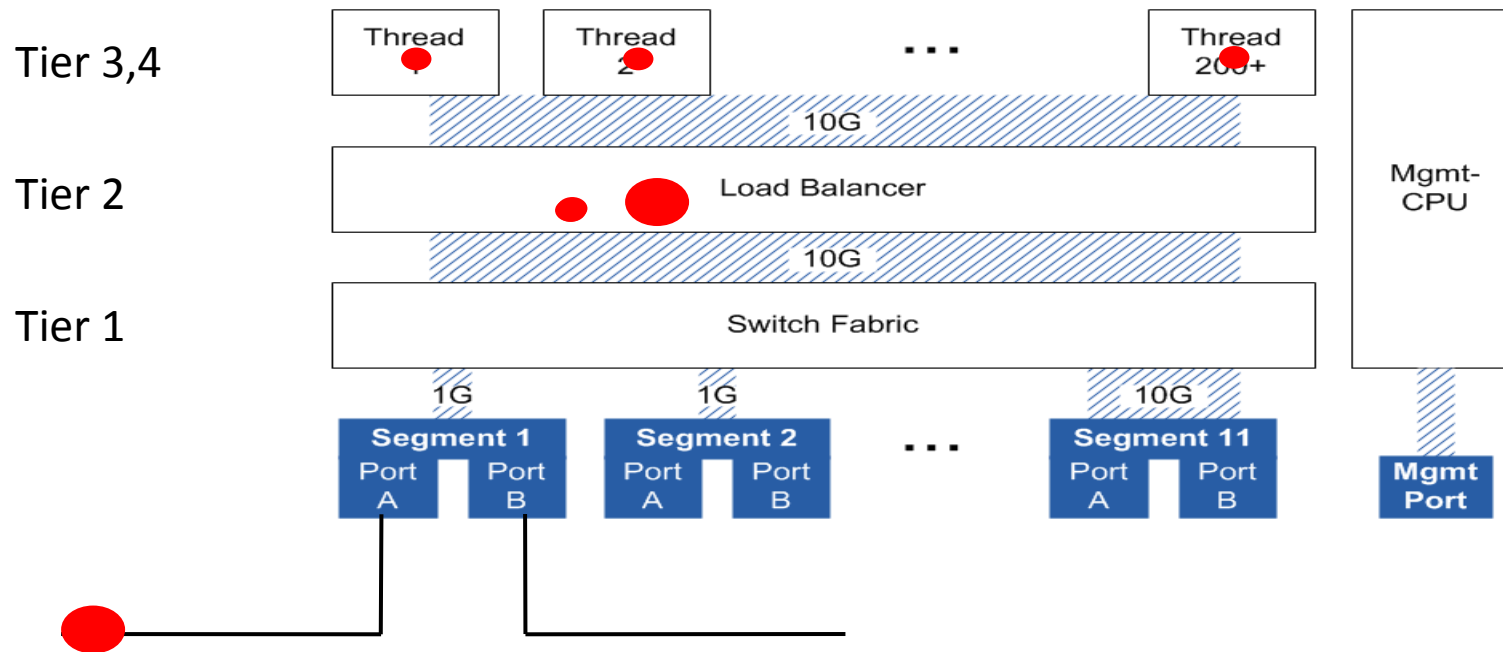 Tier 3,4
Thread
Thread
2
...
Thread
200+
10G
Tier 2
Load Balancer
Mgmt-
CPU
10G
Tier 1
Switch Fabric
1G
1G
10G
Segment 1
Segment 2
...
Segment 11
Port
A
Port
B
Port
A
Port
B
Port
A
Port
B
Mgmt
Port